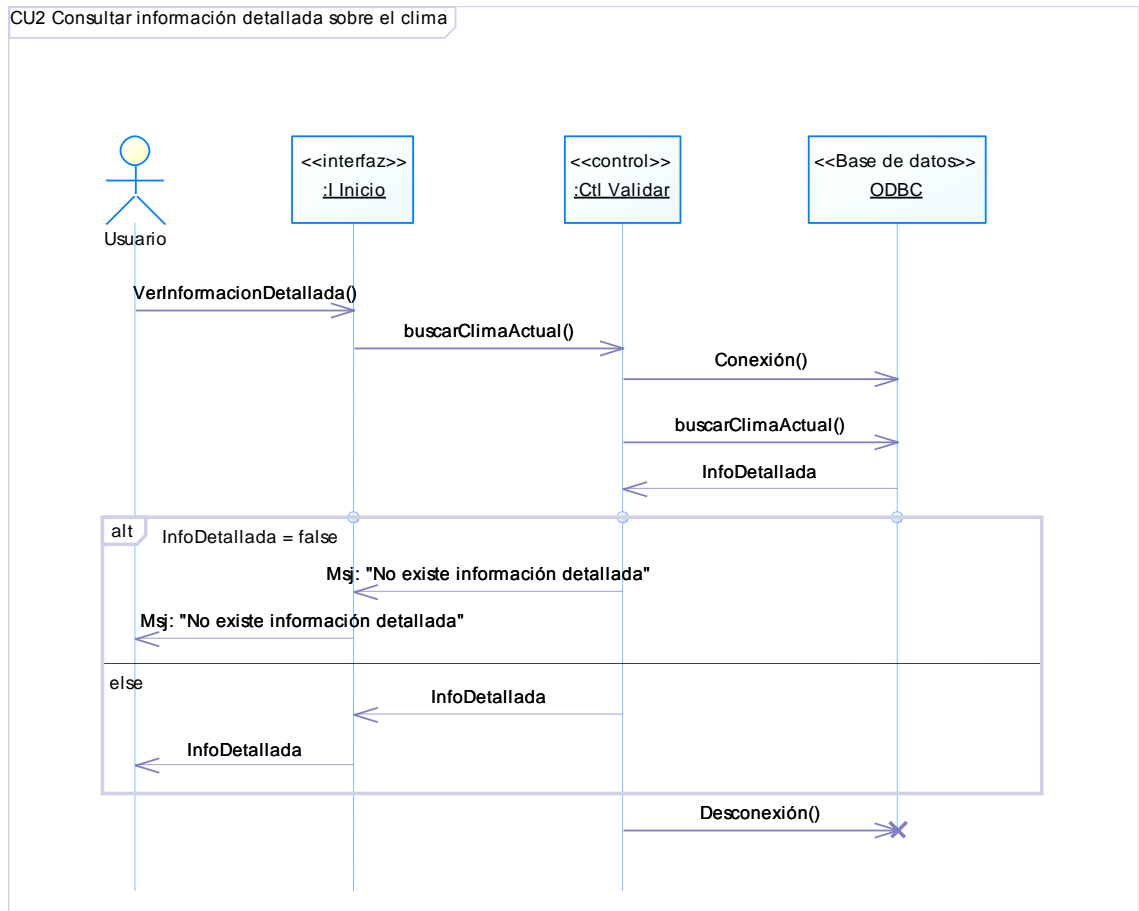 CU2 Consultar información detallada sobre el clima
<<interfaz>>
:I Inicio
<<control>>
:Ctl Validar
<<Base de datos>>
ODBC
Usuario
VerInformacionDetallada()
buscarClimaActual()
Conexión()
buscarClimaActual()
InfoDetallada
alt
InfoDetallada = false
Msj: "No existe información detallada"
Msj: "No existe información detallada"
else
InfoDetallada
InfoDetallada
Desconexión()